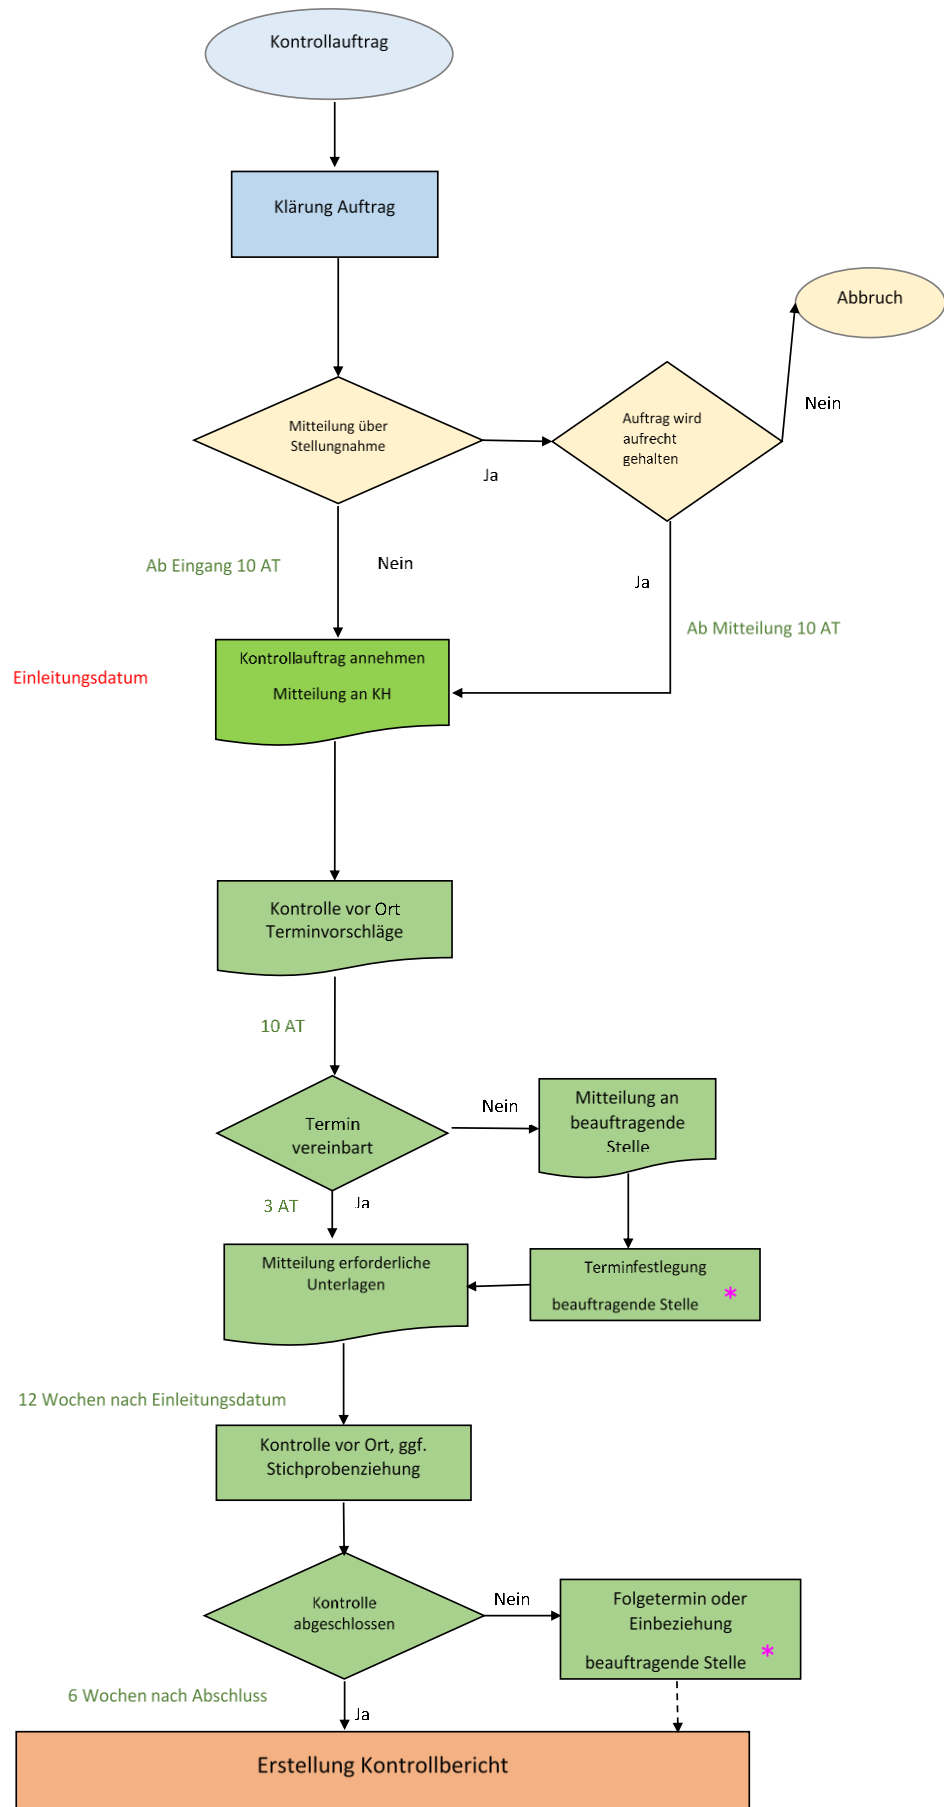 Kontrollauftrag
Klärung Auftrag
Abbruch
Mitteilung über
Stellungnahme
Auftrag wird
aufrecht
gehalten
Nein
Ja
Ab Eingang 10 AT
Nein
Ja
Ab Mitteilung 10 AT
Einleitungsdatum
Kontrollauftrag annehmen
Mitteilung an KH
Kontrolle vor Ort
Terminvorschläge
10 AT
Termin
vereinbart
Nein
Mitteilung an
beauftragende
Stelle
3 AT
Ja
Mitteilung erforderliche
Unterlagen
Terminfestlegung
beauftragende Stelle *
12 Wochen nach Einleitungsdatum
Kontrolle vor Ort, ggf.
Stichprobenziehung
Kontrolle
abgeschlossen
Nein
Folgetermin oder
Einbeziehung
beauftragende Stelle *
6 Wochen nach Abschluss
Ja
Erstellung Kontrollbericht